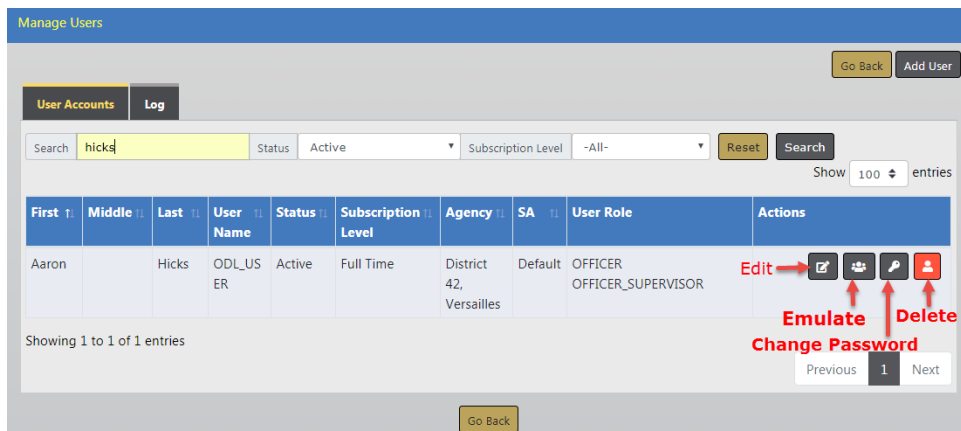 Manage Users
Go Back Add User
User Accounts Log
Search hicks Status Active Subscription Level -All- Reset Search
Show 100 entries
First Middle Last User Name Status Subscription Level Agency SA User Role Actions
Aaron Hicks ODL_US ER Active Full Time District 42, Versailles Default OFFICER OFFICER_SUPERVISOR
Edit
Emulate Delete
Change Password
Showing 1 to 1 of 1 entries
Previous 1 Next
Go Back